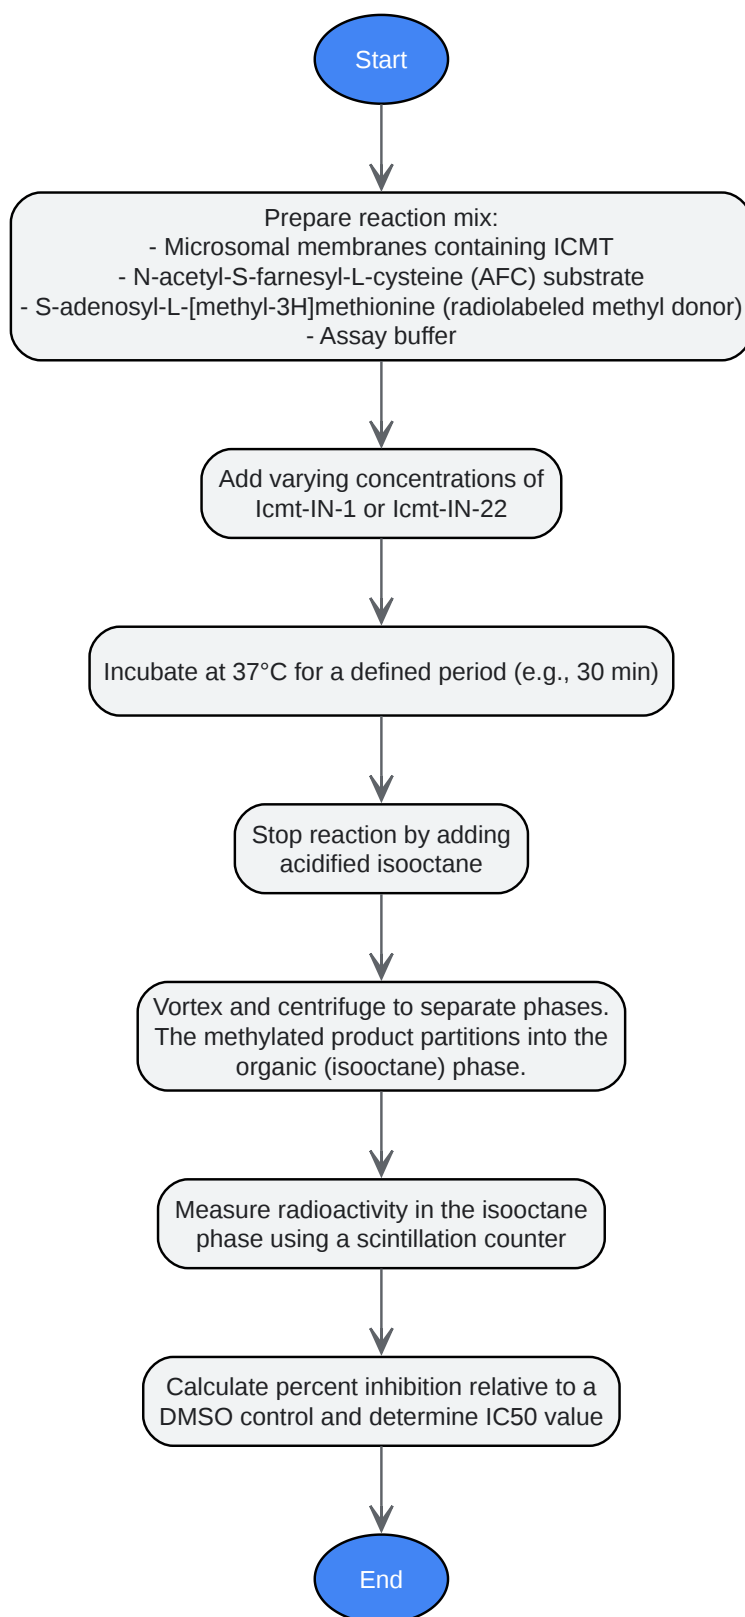 Start
Prepare reaction mix:
- Microsomal membranes containing ICMT
- N-acetyl-S-farnesyl-L-cysteine (AFC) substrate
- S-adenosyl-L-[methyl-3H]methionine (radiolabeled methyl donor)
- Assay buffer
Add varying concentrations of
Icmt-IN-1 or Icmt-IN-22
Incubate at 37°C for a defined period (e.g., 30 min)
Stop reaction by adding
acidified isooctane
Vortex and centrifuge to separate phases.
The methylated product partitions into the
organic (isooctane) phase.
Measure radioactivity in the isooctane
phase using a scintillation counter
Calculate percent inhibition relative to a
DMSO control and determine IC50 value
End